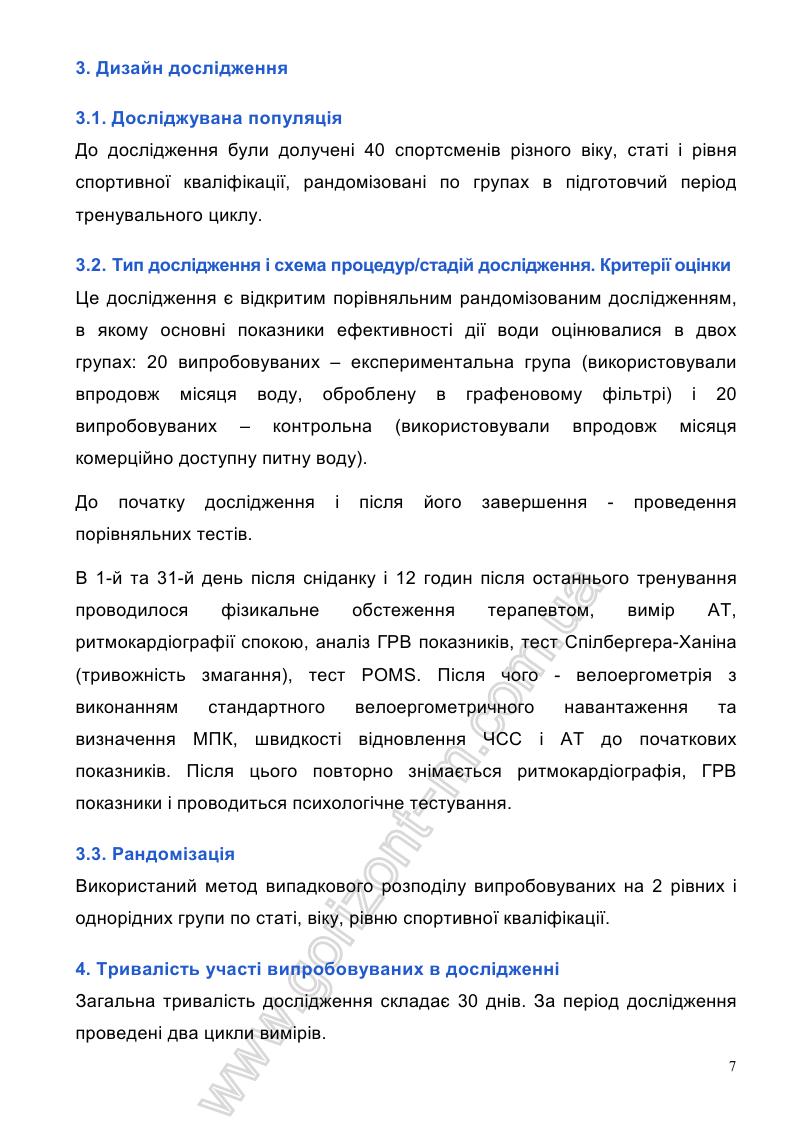 3. Дизайн дослідження
3.1. Досліджувана популяція
До дослідження були долучені 40 спортсменів різного віку, статі і рівня
спортивної кваліфікації, рандомізовані по групах в підготовчий період
тренувального циклу.
3.2. Тип дослідження і схема процедур/стадій дослідження. Критерії оцінки
Це дослідження є відкритим порівняльним рандомізованим дослідженням,
в якому основні показники ефективності дії води оцінювалися в двох
групах: 20 випробовуваних – експериментальна група (використовували
впродовж місяця воду, оброблену в графеновому фільтрі) і 20
випробовуваних – контрольна (використовували впродовж місяця
комерційно доступну питну воду).
До початку дослідження і після його завершення - проведення
порівняльних тестів.
В 1-й та 31-й день після сніданку і 12 годин після останнього тренування
проводилося фізикальне обстеження терапевтом, вимір АТ,
ритмокардіографії спокою, аналіз ГРВ показників, тест Спілбергера-Ханіна
(тривожність змагання), тест POMS. Після чого - велоергометрія з
виконанням стандартного велоергометричного навантаження та
визначення МПК, швидкості відновлення ЧСС і АТ до початкових
показників. Після цього повторно знімається ритмокардіографія, ГРВ
показники і проводиться психологічне тестування.
3.3. Рандомізація
Використаний метод випадкового розподілу випробовуваних на 2 рівних і
однорідних групи по статі, віку, рівню спортивної кваліфікації.
4. Тривалість участі випробовуваних в дослідженні
Загальна тривалість дослідження складає 30 днів. За період дослідження
проведені два цикли вимірів.
7
www.gorizont-m.com.ua